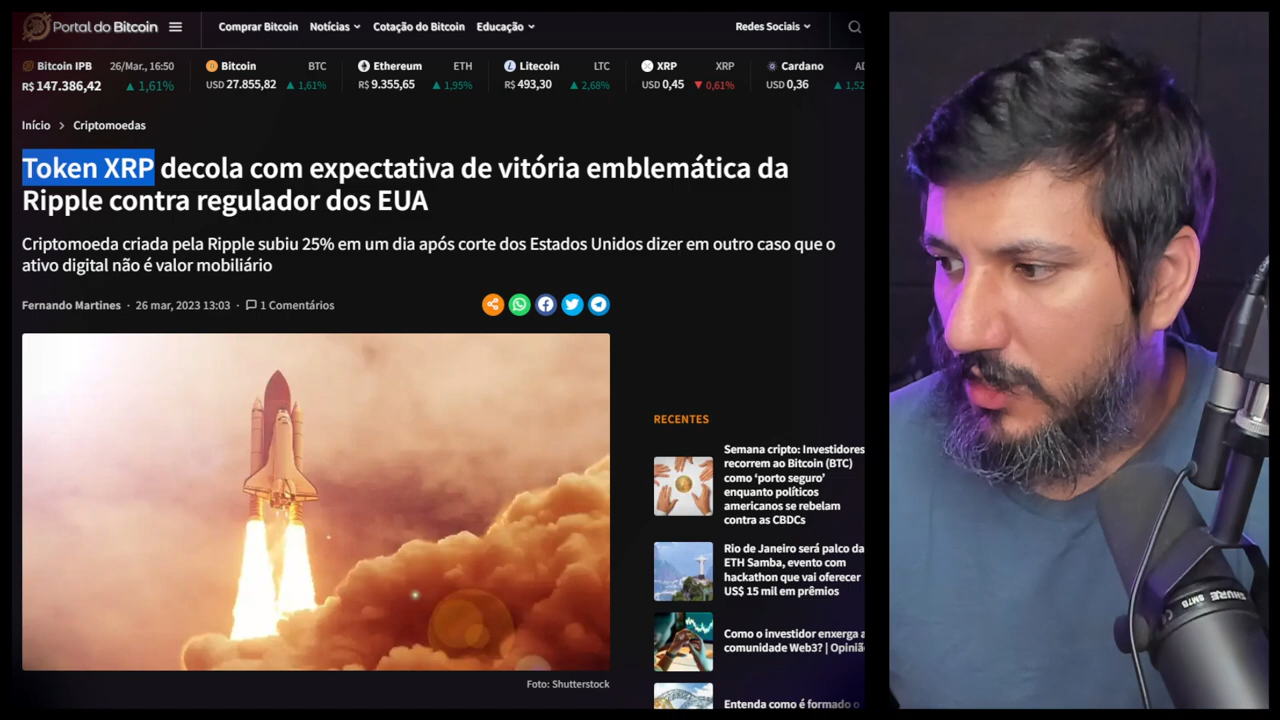 Portal do Bitcoin
Comprar Bitcoin Notícias Cotação do Bitcoin Educação Redes Sociais
Bitcoin IPB 26/Mar., 16:50 Bitcoin BTC Ethereum ETH Litecoin LTC XRP XRP Cardano
R$ 147.386,42 ▲ 1,61% USD 27.855,82 ▲ 1,61% R$ 9.355,65 ▲ 1,95% R$ 493,30 ▲ 2,68% USD 0,45 ▼ 0,61% USD 0,36 ▲ 1,52
Início > Criptomoedas
Token XRP decola com expectativa de vitória emblemática da
Ripple contra regulador dos EUA
Criptomoeda criada pela Ripple subiu 25% em um dia após corte dos Estados Unidos dizer em outro caso que o
ativo digital não é valor mobiliário
Fernando Martines · 26 mar, 2023 13:03 · 1 Comentários
RECENTES
Semana cripto: Investidores
recorrem ao Bitcoin (BTC)
como ‘porto seguro’
enquanto políticos
americanos se rebelam
contra as CBDCs
Rio de Janeiro será palco da
ETH Samba, evento com
hackathon que vai oferecer
US$ 15 mil em prêmios
Como o investidor enxerga a
comunidade Web3? | Opinião
Entenda como é formado o
Foto: Shutterstock
SHURE SM7B